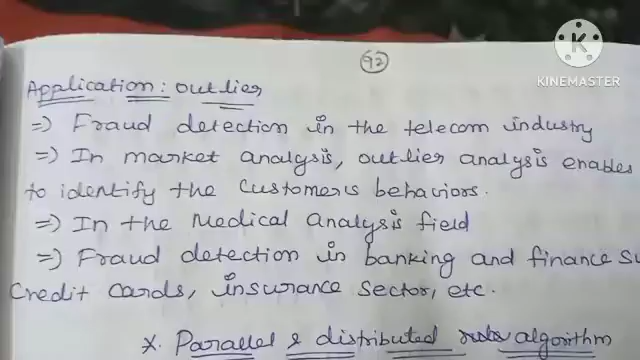 92
KINEMASTER
Application: outlier
=> Fraud detection in the telecom industry
=> In market analysis, outlier analysis enables
to identify the customers behaviors.
=> In the Medical analysis field
=> Fraud detection in banking and finance su
Credit cards, insurance sector, etc.
X. Parallel & distributed algorithm